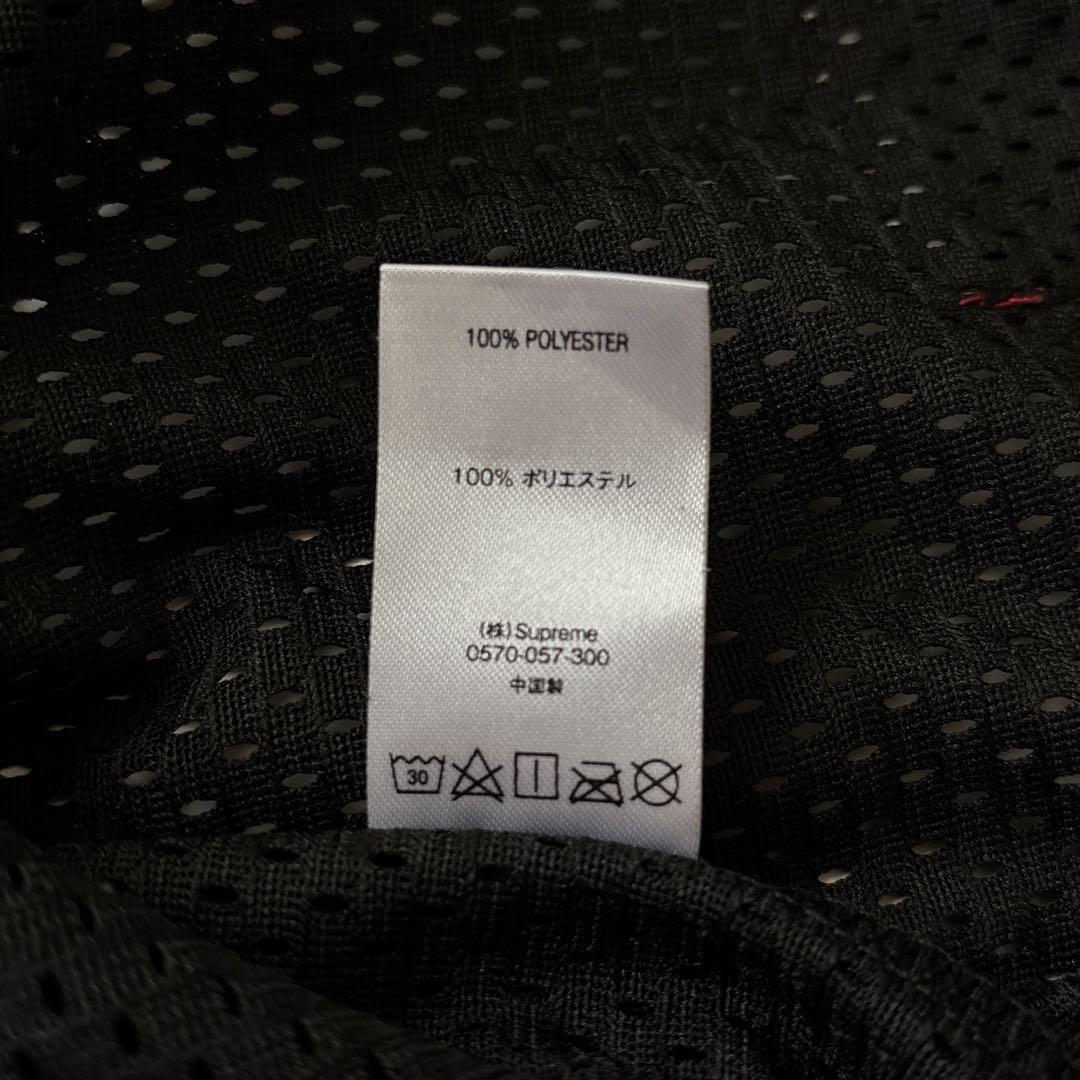 100% POLYESTER
100% ポリエステル
(株)Supreme
0570-057-300
中国製
30